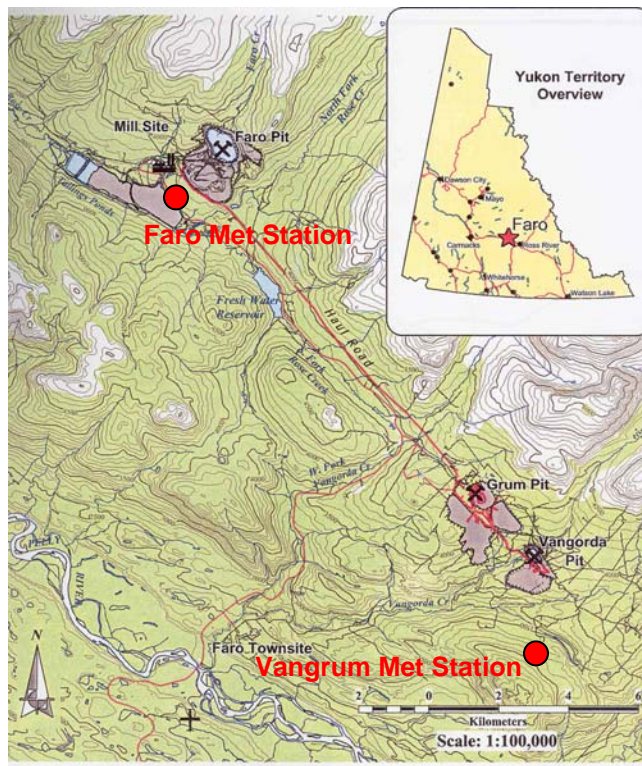 Yukon Territory
Overview
Dawson City
Mayo
Faro
Carmacks
Ross River
Whitehorse
Watson Lake
Faro Cr
North Fork
Rose Cr
Mill Site
Faro Pit
Tailings Ponds
Faro Met Station
Fresh Water
Reservoir
Haul Road
Rose Creek
W. Fork
Vangorda Cr
Grum Pit
Vangorda
Pit
PELLY
RIVER
Vangorda Cr
Faro Townsite
Vangrum Met Station
N
2 0 2 4 6
Kilometers
Scale: 1:100,000